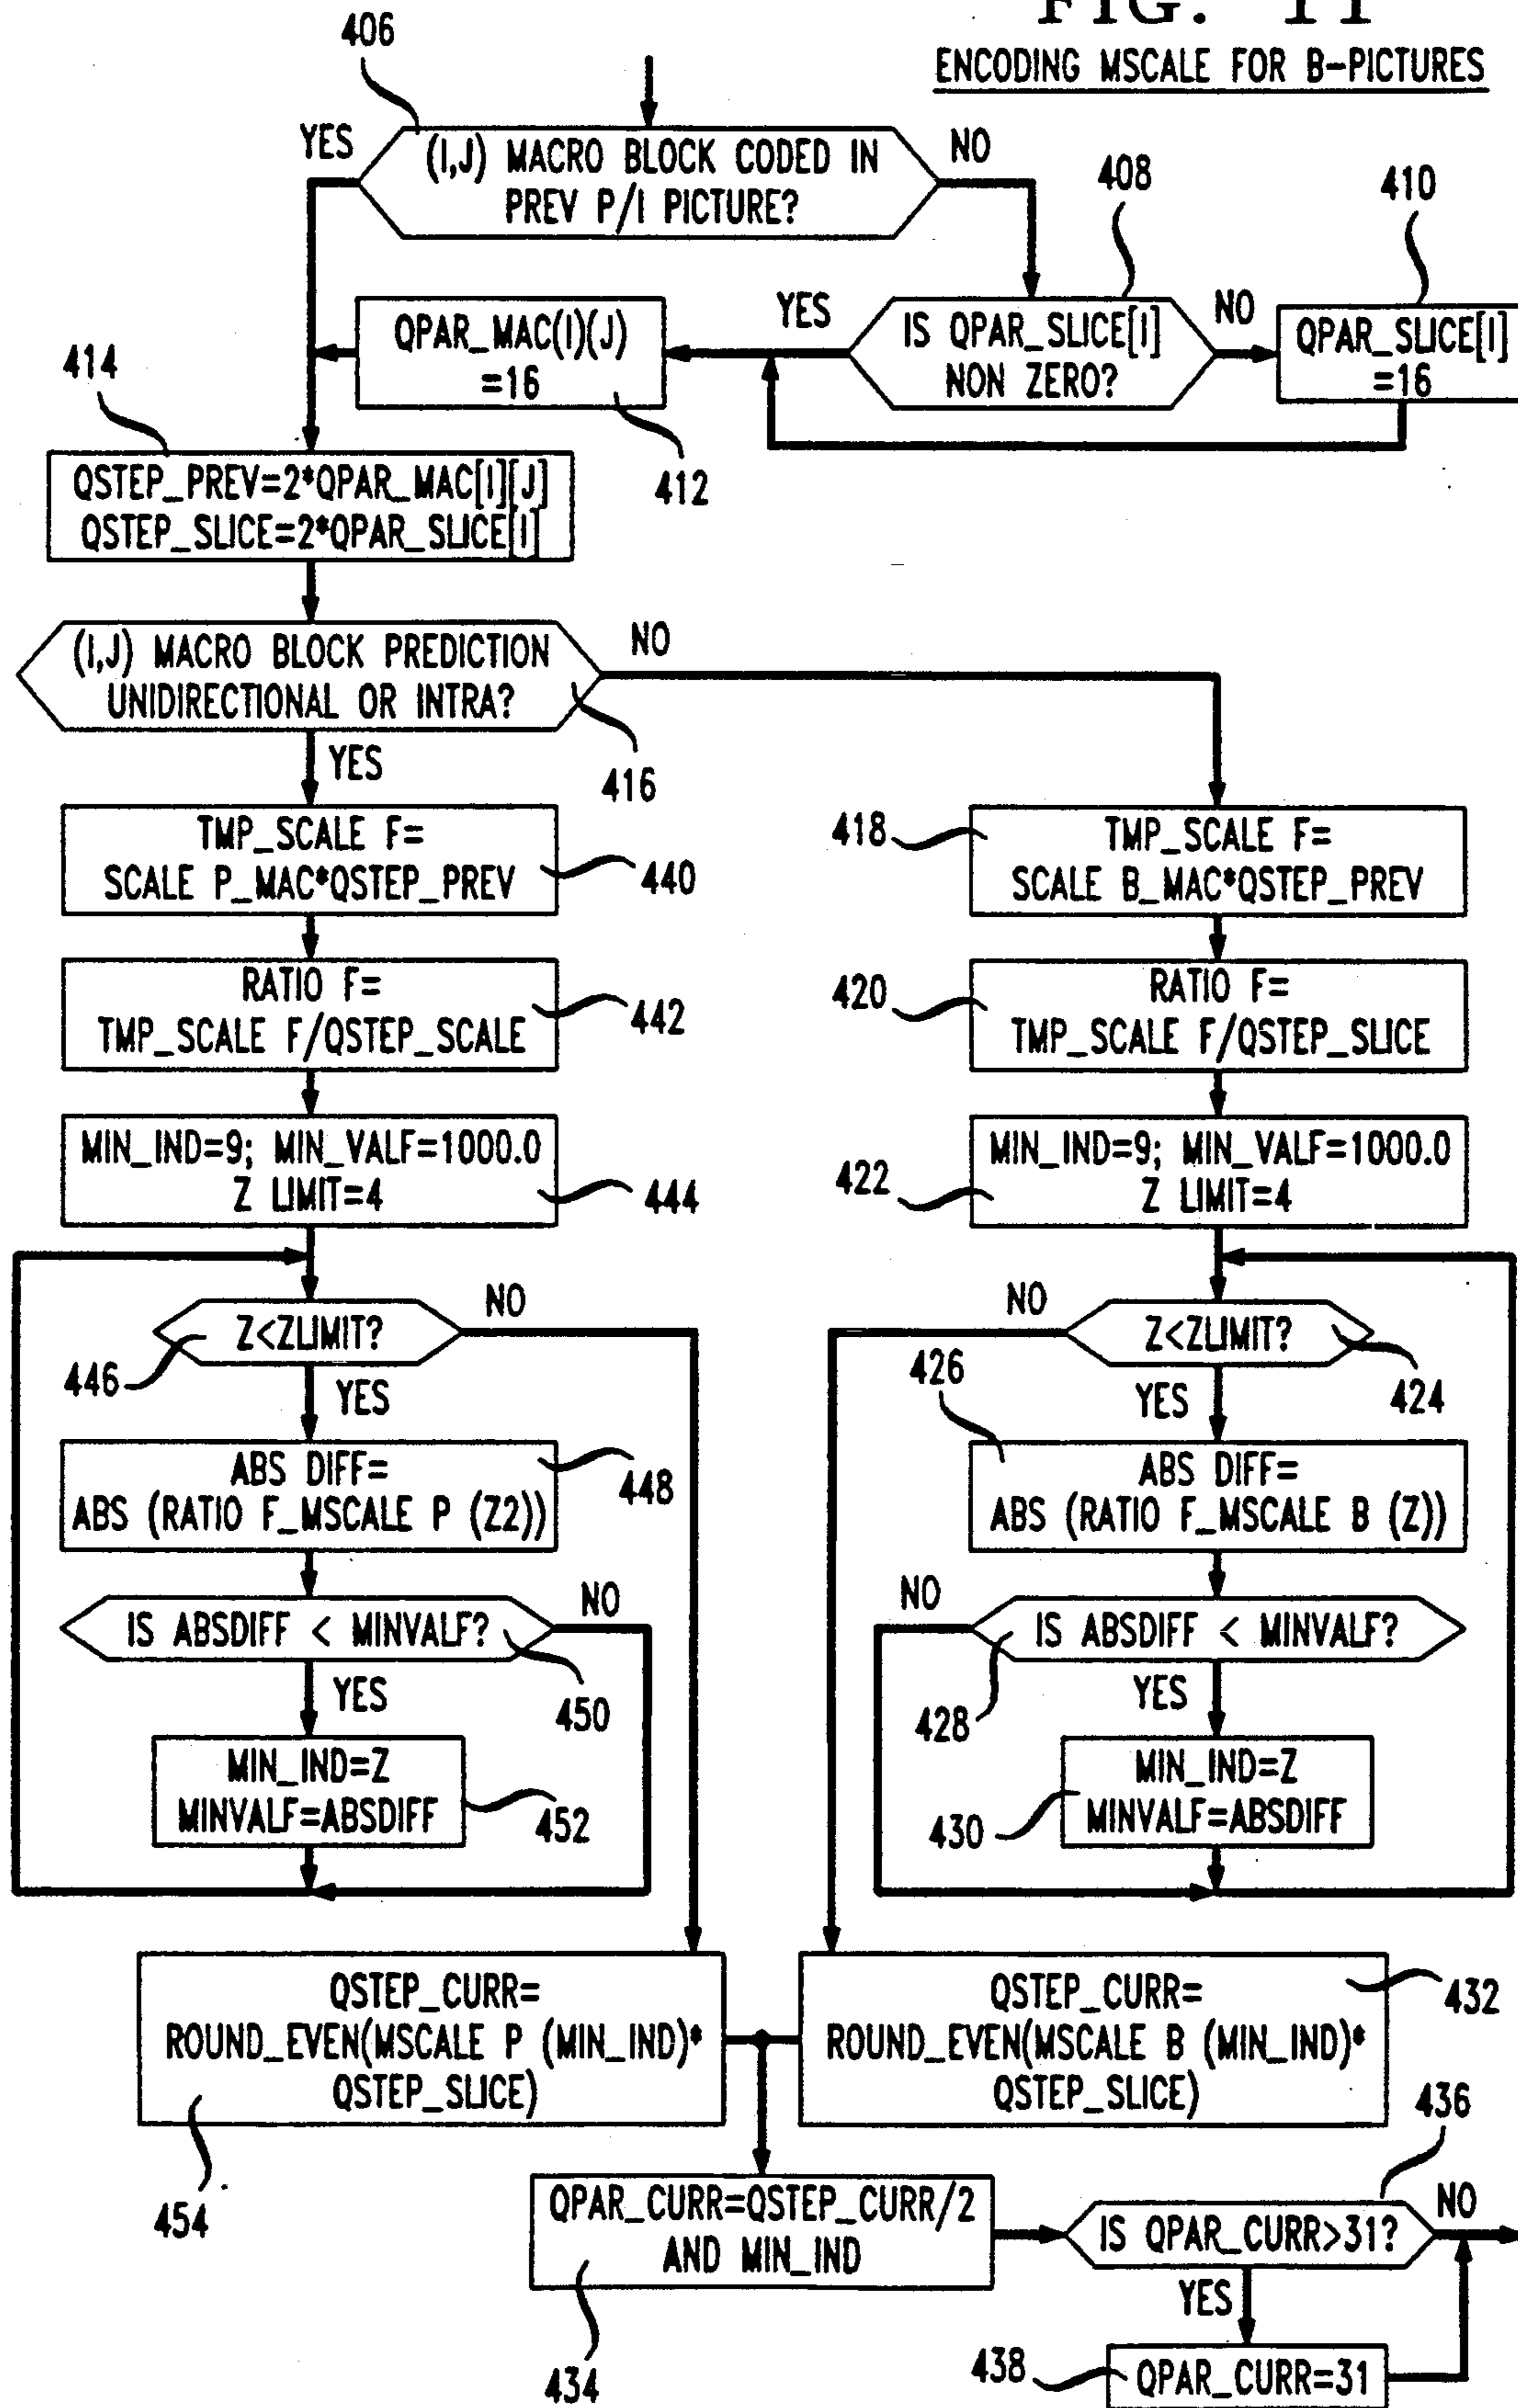 FIG. 11
ENCODING MSCALE FOR B-PICTURES
406
YES
(I,J) MACRO BLOCK CODED IN
PREV P/I PICTURE?
NO
408
410
414
QPAR_MAC(I)(J)
=16
YES
IS QPAR_SLICE[I]
NON ZERO?
NO
QPAR_SLICE[I]
=16
412
QSTEP_PREV=2*QPAR_MAC[I][J]
QSTEP_SLICE=2*QPAR_SLICE[I]
(I,J) MACRO BLOCK PREDICTION
UNIDIRECTIONAL OR INTRA?
NO
YES
416
TMP_SCALE F=
SCALE P_MAC*QSTEP_PREV
440
418
TMP_SCALE F=
SCALE B_MAC*QSTEP_PREV
RATIO F=
TMP_SCALE F/QSTEP_SCALE
442
420
RATIO F=
TMP_SCALE F/QSTEP_SLICE
MIN_IND=9; MIN_VALF=1000.0
Z LIMIT=4
444
422
MIN_IND=9; MIN_VALF=1000.0
Z LIMIT=4
Z<ZLIMIT?
NO
446
YES
NO
Z<ZLIMIT?
424
426
YES
ABS DIFF=
ABS (RATIO F_MSCALE P (Z2))
448
ABS DIFF=
ABS (RATIO F_MSCALE B (Z))
IS ABSDIFF < MINVALF?
NO
YES
450
NO
IS ABSDIFF < MINVALF?
428
YES
MIN_IND=Z
MINVALF=ABSDIFF
452
430
MIN_IND=Z
MINVALF=ABSDIFF
QSTEP_CURR=
ROUND_EVEN(MSCALE P (MIN_IND)*
QSTEP_SLICE)
454
QSTEP_CURR=
ROUND_EVEN(MSCALE B (MIN_IND)*
QSTEP_SLICE)
432
436
QPAR_CURR=QSTEP_CURR/2
AND MIN_IND
434
IS QPAR_CURR>31?
NO
YES
438
QPAR_CURR=31